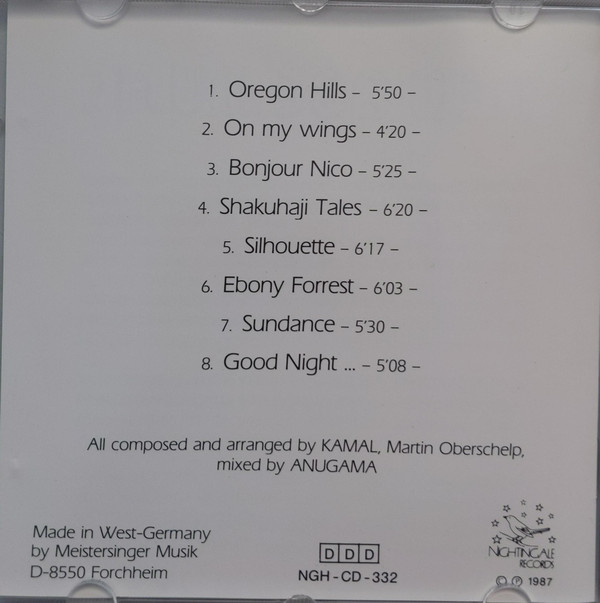 1. Oregon Hills – 5'50 –
2. On my wings – 4'20 –
3. Bonjour Nico – 5'25 –
4. Shakuhaji Tales – 6'20 –
5. Silhouette – 6'17 –
6. Ebony Forrest – 6'03 –
7. Sundance – 5'30 –
8. Good Night ... – 5'08 –
All composed and arranged by KAMAL, Martin Oberschelp,
mixed by ANUGAMA
Made in West-Germany
by Meistersinger Musik
D-8550 Forchheim
D D D
NGH-CD-332
NIGHTINGALE
RECORDS
© ℗ 1987